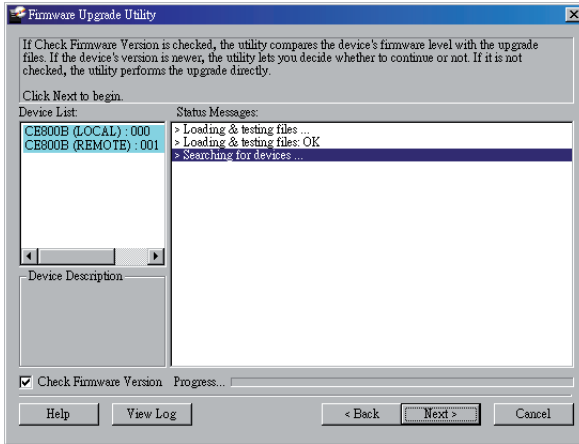 Firmware Upgrade Utility
If Check Firmware Version is checked, the utility compares the device's firmware level with the upgrade
files. If the device's version is newer, the utility lets you decide whether to continue or not. If it is not
checked, the utility performs the upgrade directly.
Click Next to begin.
Device List:
Status Messages:
CE800B (LOCAL) : 000
CE800B (REMOTE) : 001
> Loading & testing files ...
> Loading & testing files: OK
> Searching for devices ...
Device Description
Check Firmware Version
Progress...
Help
View Log
< Back
Next >
Cancel